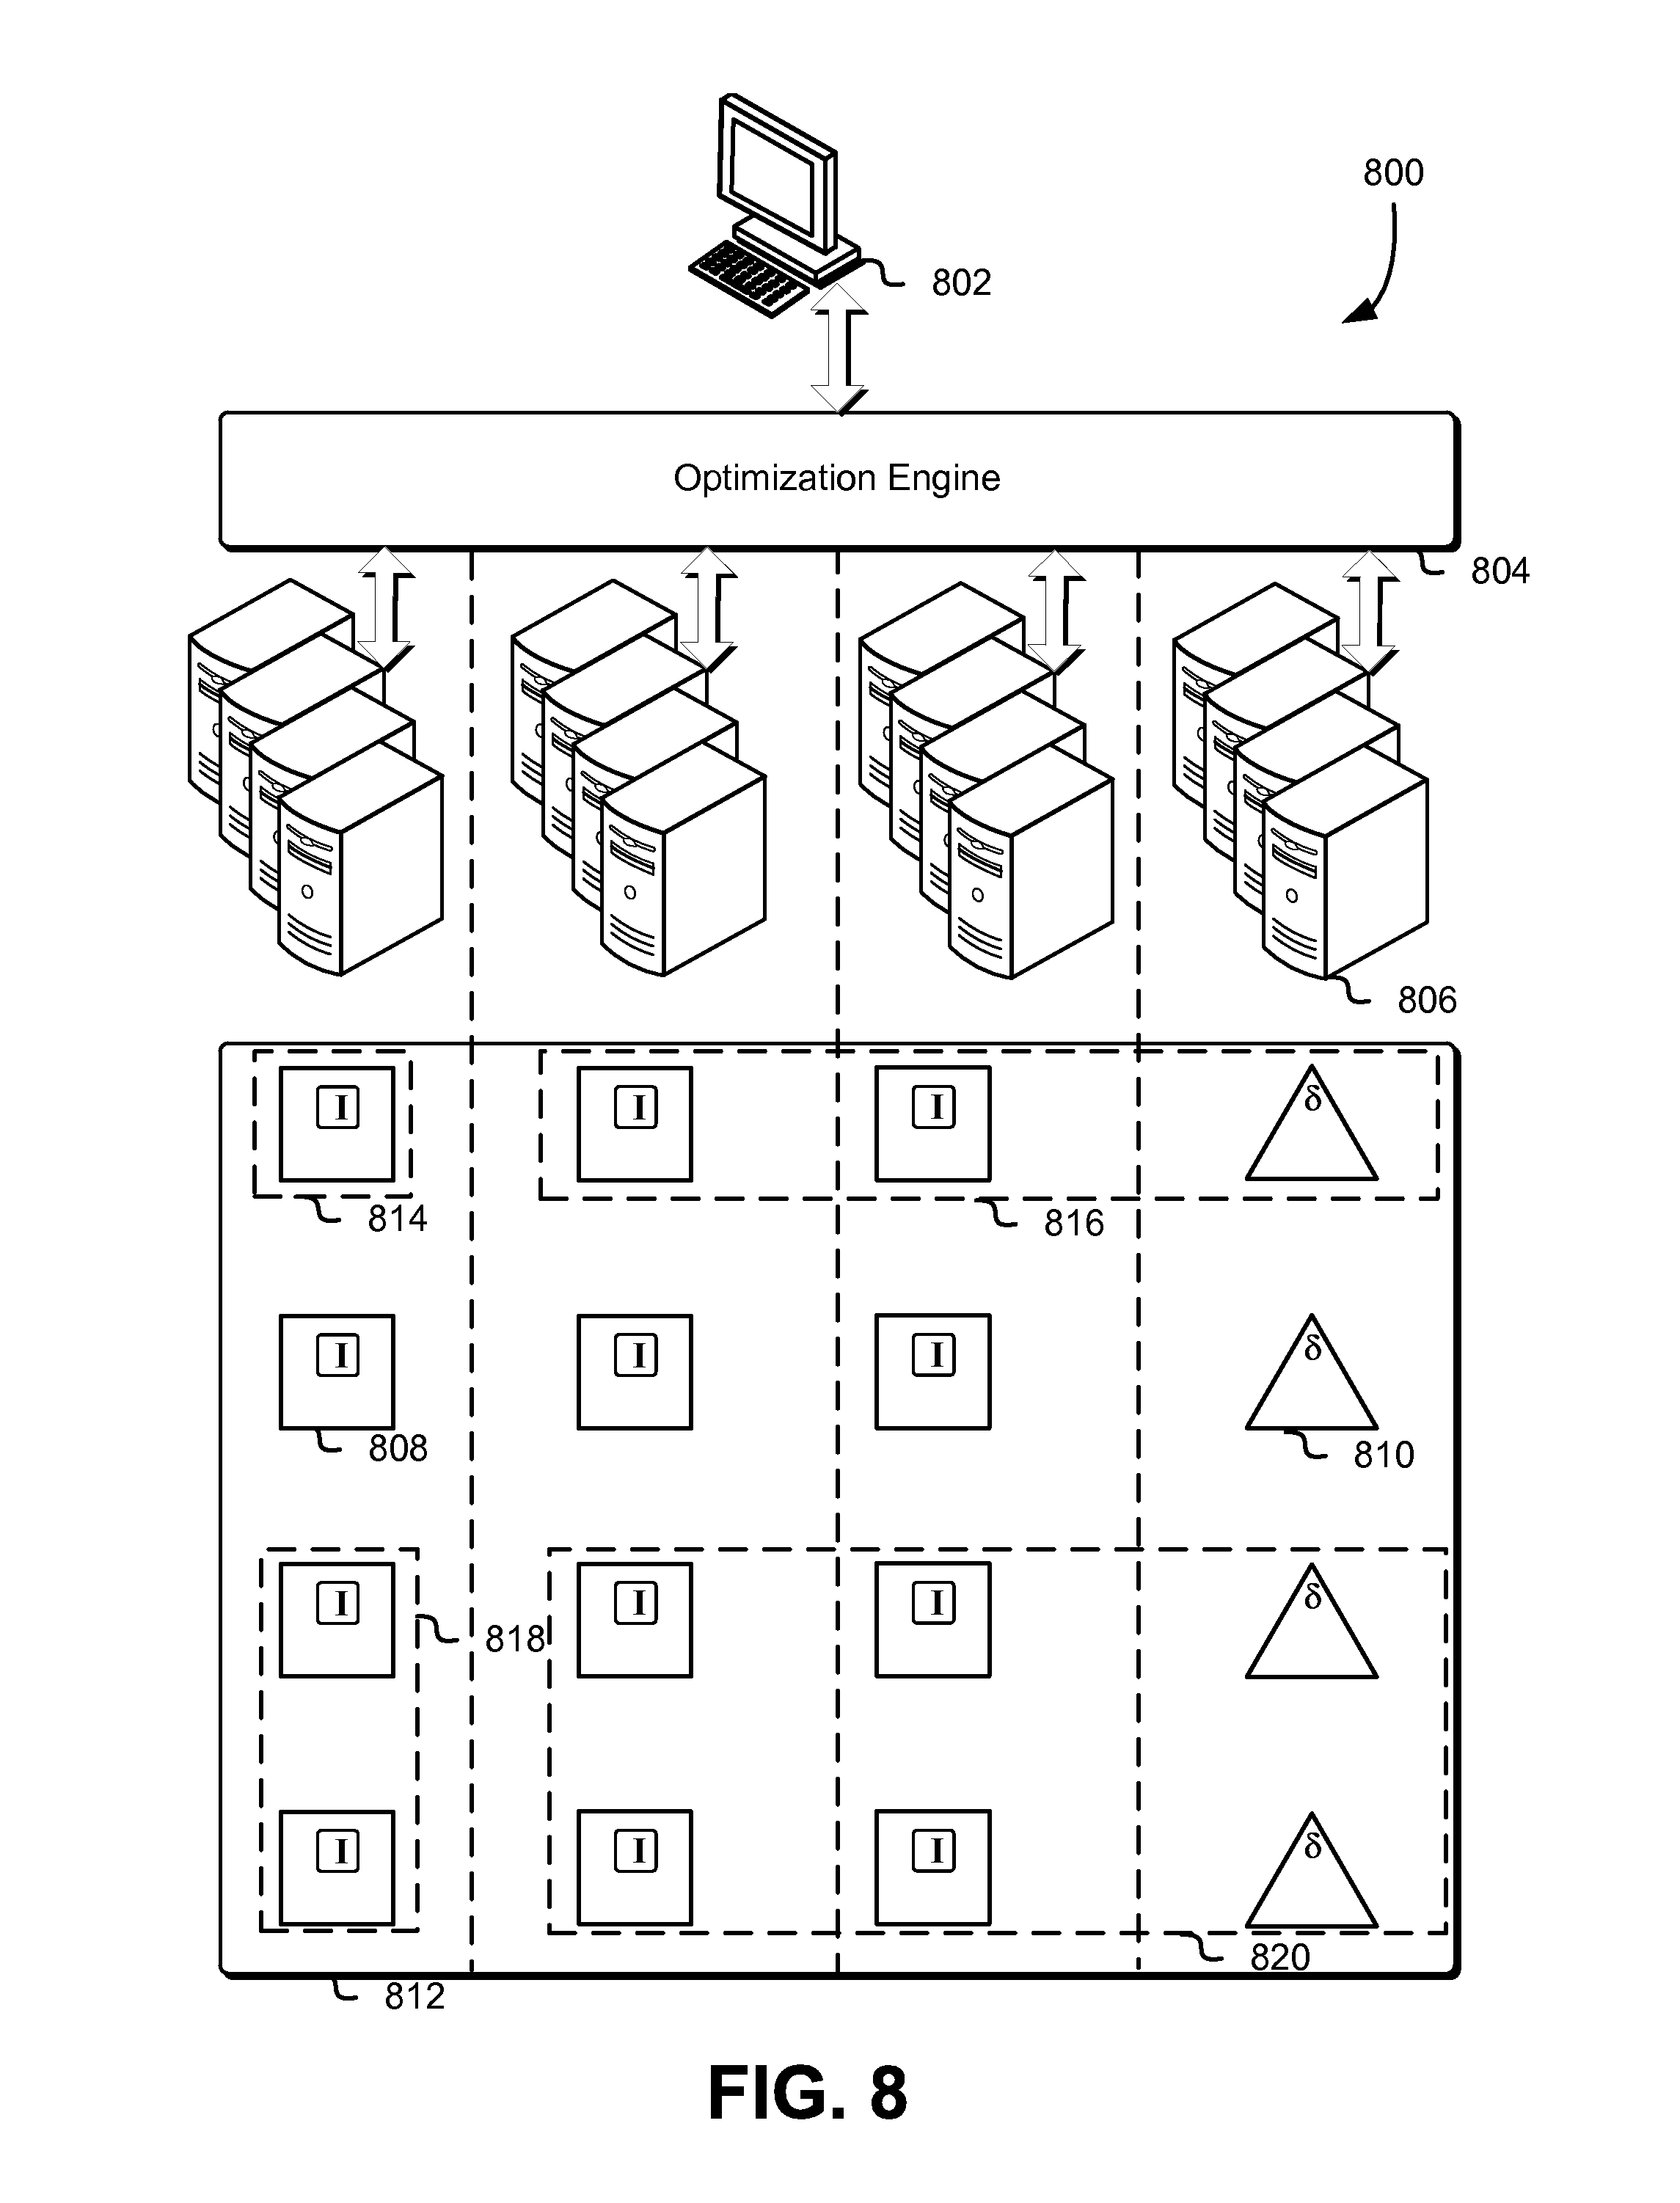 800
802
Optimization Engine
804
806
I I I δ
814
816
I I I δ
808
810
I I I δ
818
I I I δ
820
812
FIG. 8